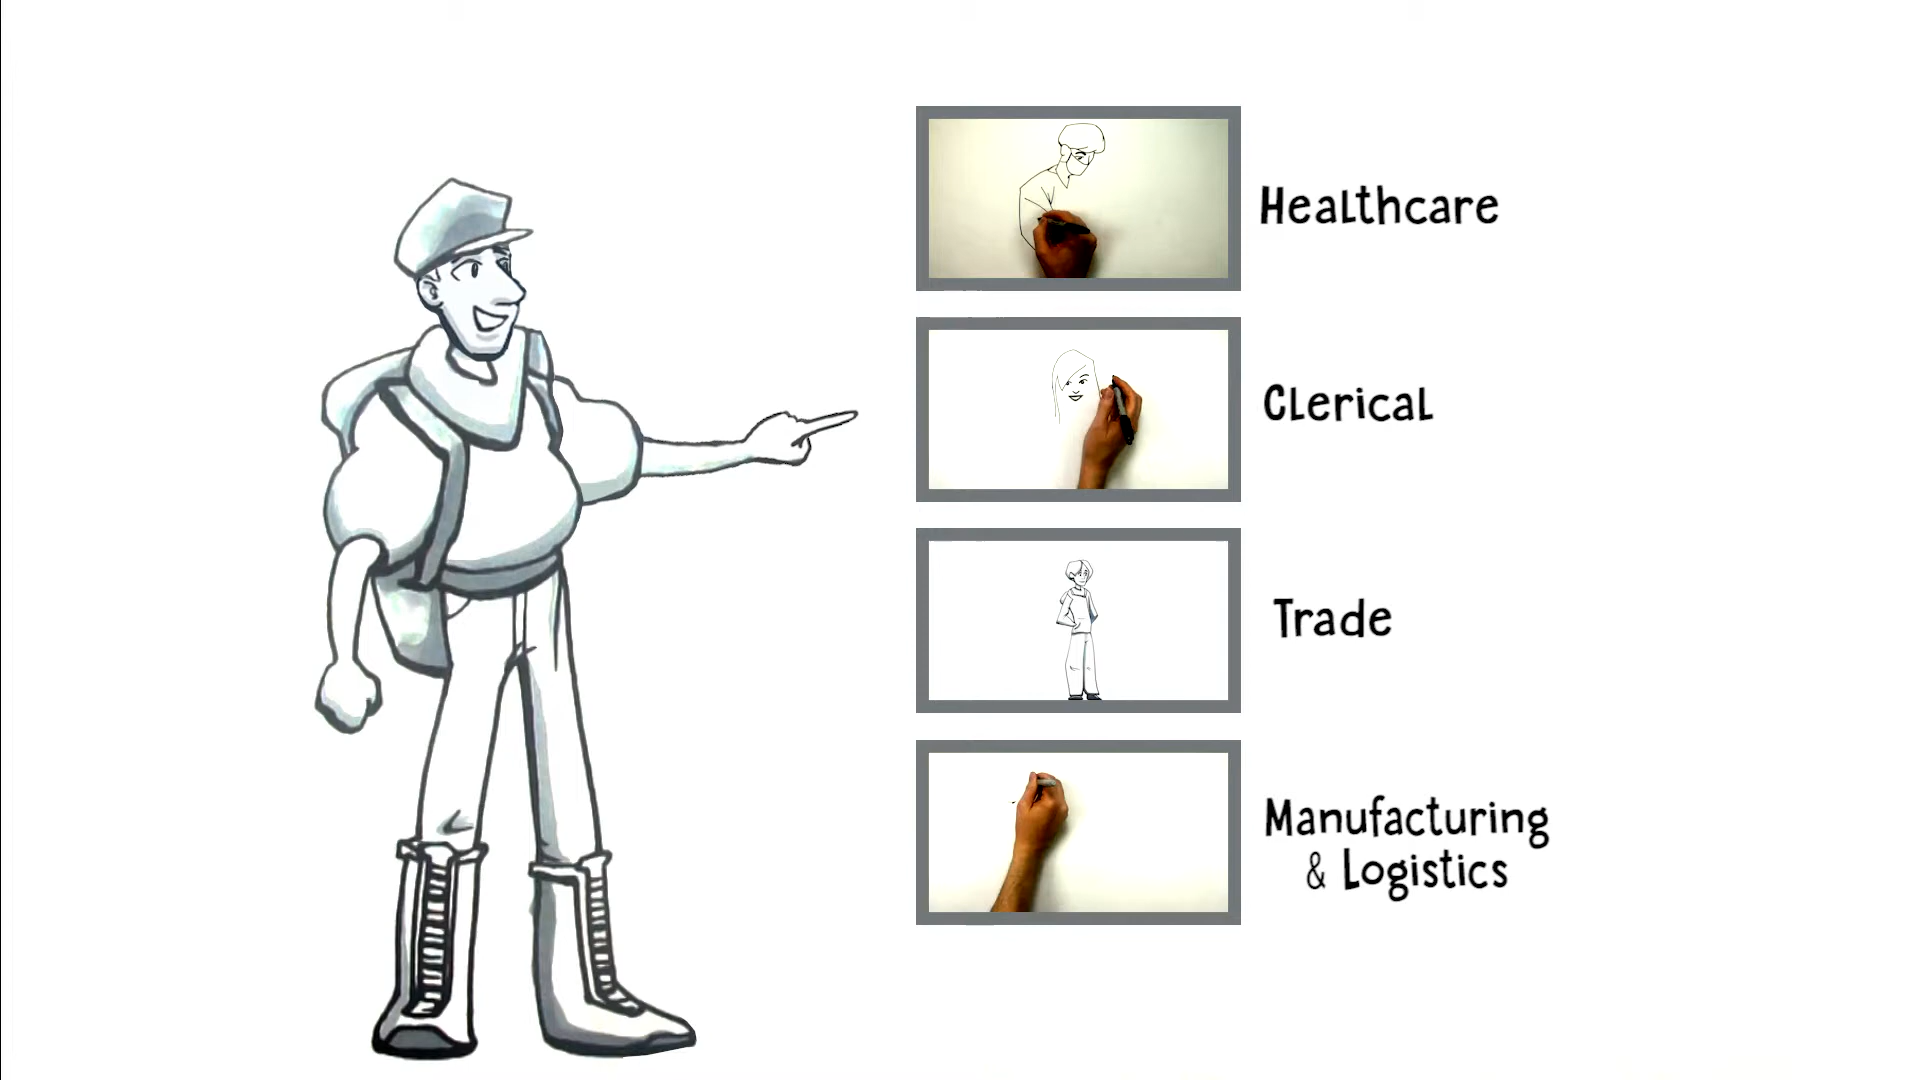 Healthcare
Clerical
Trade
Manufacturing
& Logistics